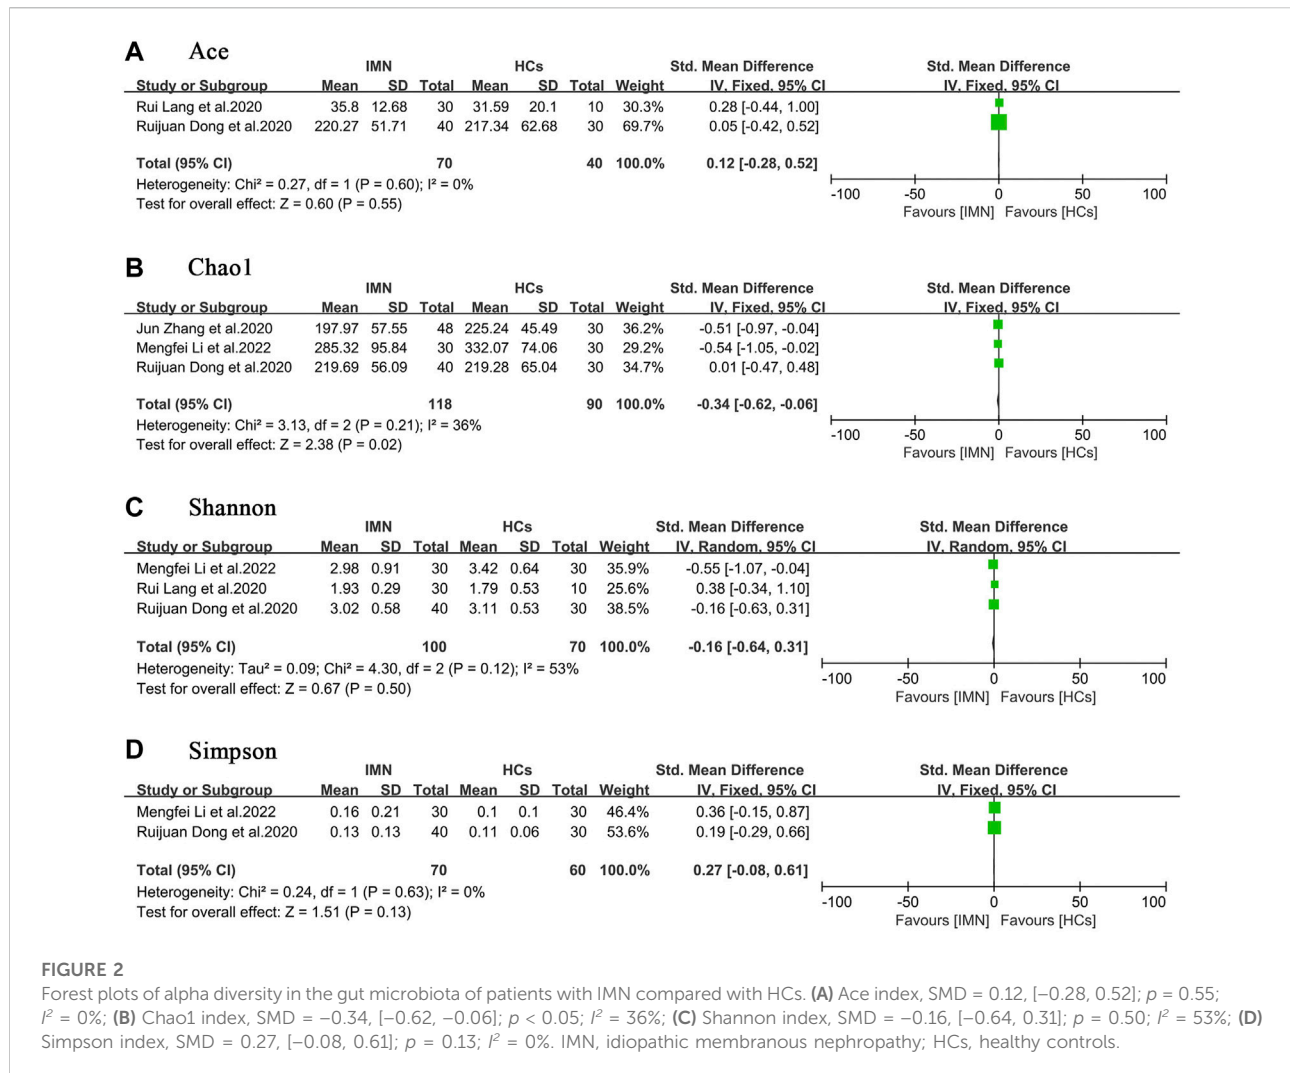 A Ace
IMN HCs Std. Mean Difference Std. Mean Difference
Study or Subgroup Mean SD Total Mean SD Total Weight IV, Fixed, 95% CI IV, Fixed, 95% CI
Rui Lang et al.2020 35.8 12.68 30 31.59 20.1 10 30.3% 0.28 [-0.44, 1.00]
Ruijuan Dong et al.2020 220.27 51.71 40 217.34 62.68 30 69.7% 0.05 [-0.42, 0.52]
Total (95% CI) 70 40 100.0% 0.12 [-0.28, 0.52]
Heterogeneity: Chi² = 0.27, df = 1 (P = 0.60); I² = 0%
Test for overall effect: Z = 0.60 (P = 0.55)
-100 -50 0 50 100
Favours [IMN] Favours [HCs]
B Chao1
IMN HCs Std. Mean Difference Std. Mean Difference
Study or Subgroup Mean SD Total Mean SD Total Weight IV, Fixed, 95% CI IV, Fixed, 95% CI
Jun Zhang et al.2020 197.97 57.55 48 225.24 45.49 30 36.2% -0.51 [-0.97, -0.04]
Mengfei Li et al.2022 285.32 95.84 30 332.07 74.06 30 29.2% -0.54 [-1.05, -0.02]
Ruijuan Dong et al.2020 219.69 56.09 40 219.28 65.04 30 34.7% 0.01 [-0.47, 0.48]
Total (95% CI) 118 90 100.0% -0.34 [-0.62, -0.06]
Heterogeneity: Chi² = 3.13, df = 2 (P = 0.21); I² = 36%
Test for overall effect: Z = 2.38 (P = 0.02)
-100 -50 0 50 100
Favours [IMN] Favours [HCs]
C Shannon
IMN HCs Std. Mean Difference Std. Mean Difference
Study or Subgroup Mean SD Total Mean SD Total Weight IV, Random, 95% CI IV, Random, 95% CI
Mengfei Li et al.2022 2.98 0.91 30 3.42 0.64 30 35.9% -0.55 [-1.07, -0.04]
Rui Lang et al.2020 1.93 0.29 30 1.79 0.53 10 25.6% 0.38 [-0.34, 1.10]
Ruijuan Dong et al.2020 3.02 0.58 40 3.11 0.53 30 38.5% -0.16 [-0.63, 0.31]
Total (95% CI) 100 70 100.0% -0.16 [-0.64, 0.31]
Heterogeneity: Tau² = 0.09; Chi² = 4.30, df = 2 (P = 0.12); I² = 53%
Test for overall effect: Z = 0.67 (P = 0.50)
-100 -50 0 50 100
Favours [IMN] Favours [HCs]
D Simpson
IMN HCs Std. Mean Difference Std. Mean Difference
Study or Subgroup Mean SD Total Mean SD Total Weight IV, Fixed, 95% CI IV, Fixed, 95% CI
Mengfei Li et al.2022 0.16 0.21 30 0.1 0.1 30 46.4% 0.36 [-0.15, 0.87]
Ruijuan Dong et al.2020 0.13 0.13 40 0.11 0.06 30 53.6% 0.19 [-0.29, 0.66]
Total (95% CI) 70 60 100.0% 0.27 [-0.08, 0.61]
Heterogeneity: Chi² = 0.24, df = 1 (P = 0.63); I² = 0%
Test for overall effect: Z = 1.51 (P = 0.13)
-100 -50 0 50 100
Favours [IMN] Favours [HCs]
FIGURE 2
Forest plots of alpha diversity in the gut microbiota of patients with IMN compared with HCs. (A) Ace index, SMD = 0.12, [−0.28, 0.52]; p = 0.55;
I² = 0%; (B) Chao1 index, SMD = −0.34, [−0.62, −0.06]; p < 0.05; I² = 36%; (C) Shannon index, SMD = −0.16, [−0.64, 0.31]; p = 0.50; I² = 53%; (D)
Simpson index, SMD = 0.27, [−0.08, 0.61]; p = 0.13; I² = 0%. IMN, idiopathic membranous nephropathy; HCs, healthy controls.